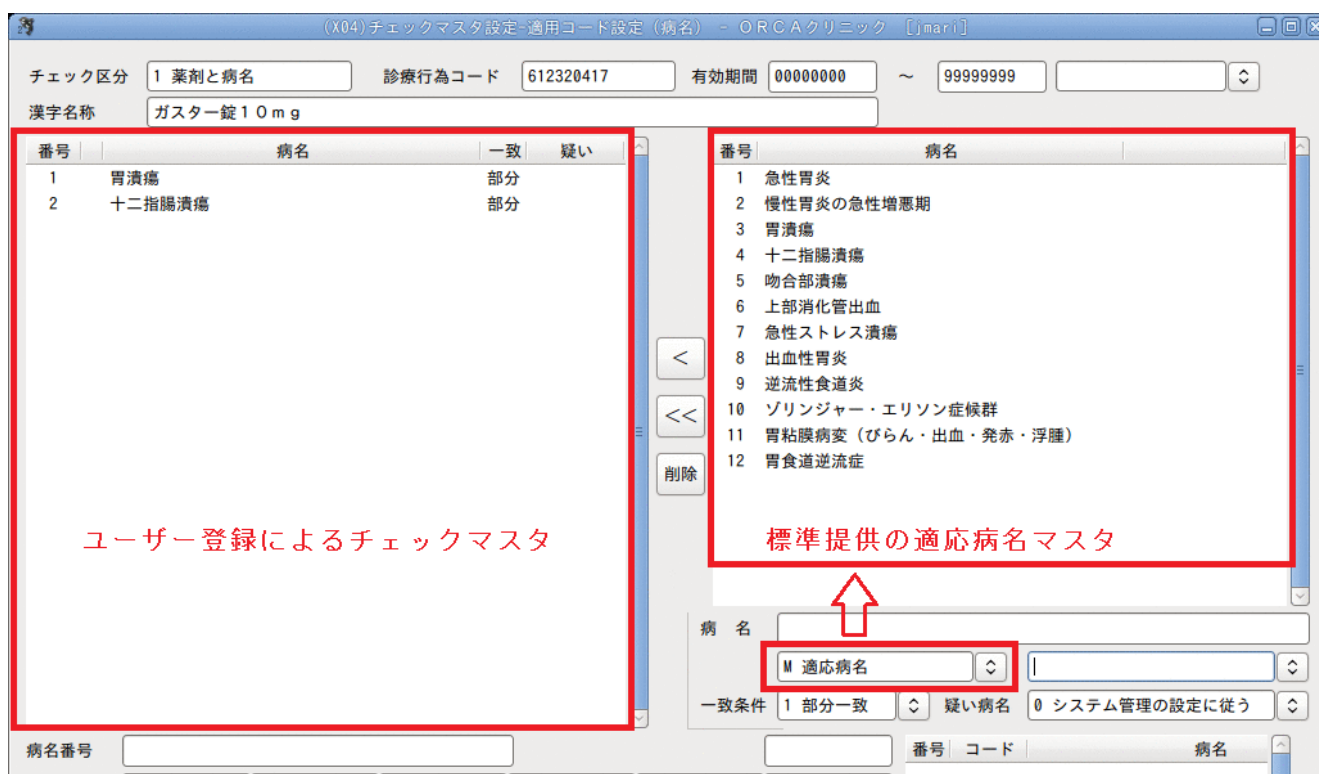 (X04)チェックマスタ設定-適用コード設定（病名） - ＯＲＣＡクリニック [jmari]
チェック区分 1 薬剤と病名 診療行為コード 612320417 有効期間 00000000 ～ 99999999
漢字名称 ガスター錠１０ｍｇ
番号 病名 一致 疑い
1 胃潰瘍 部分
2 十二指腸潰瘍 部分
ユーザー登録によるチェックマスタ
<
<<
削除
番号 病名
1 急性胃炎
2 慢性胃炎の急性増悪期
3 胃潰瘍
4 十二指腸潰瘍
5 吻合部潰瘍
6 上部消化管出血
7 急性ストレス潰瘍
8 出血性胃炎
9 逆流性食道炎
10 ゾリンジャー・エリソン症候群
11 胃粘膜病変（びらん・出血・発赤・浮腫）
12 胃食道逆流症
標準提供の適応病名マスタ
病 名
M 適応病名
一致条件 1 部分一致 疑い病名 0 システム管理の設定に従う
病名番号
番号 コード 病名